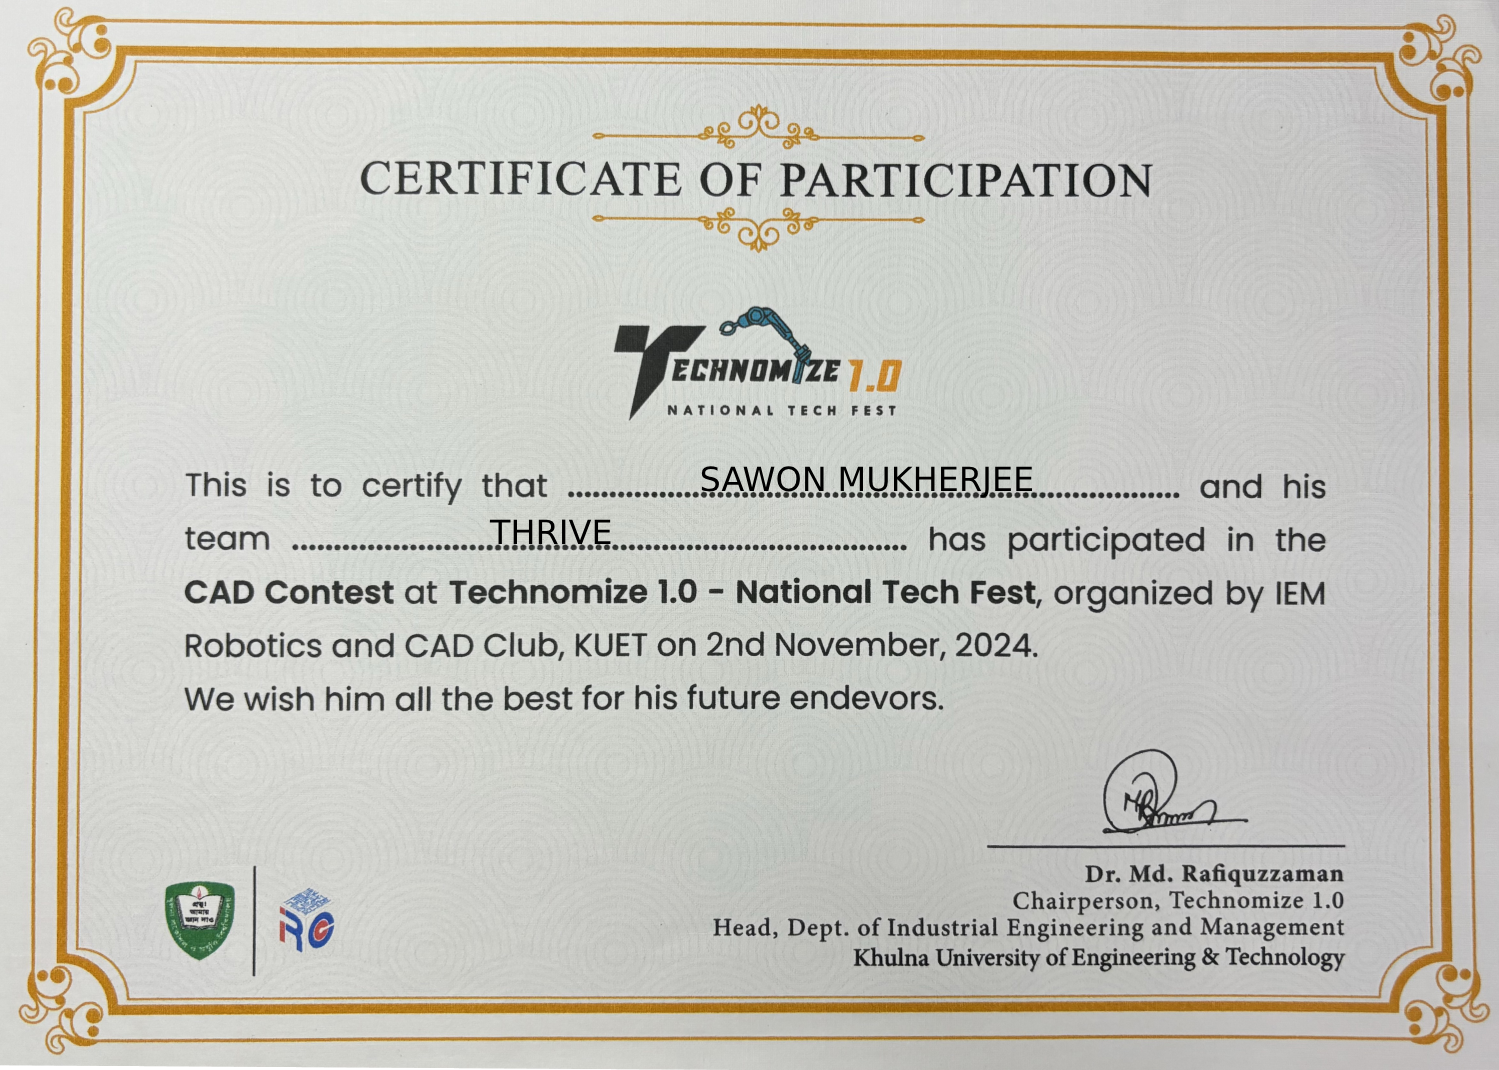 CERTIFICATE OF PARTICIPATION
TECHNOMIZE 1.0
NATIONAL TECH FEST
This is to certify that ........SAWON MUKHERJEE........ and his
team ........THRIVE........ has participated in the
CAD Contest at Technomize 1.0 - National Tech Fest, organized by IEM
Robotics and CAD Club, KUET on 2nd November, 2024.
We wish him all the best for his future endevors.
Dr. Md. Rafiquzzaman
Chairperson, Technomize 1.0
Head, Dept. of Industrial Engineering and Management
Khulna University of Engineering & Technology
প্রভু!
আমায়
জ্ঞান দাও